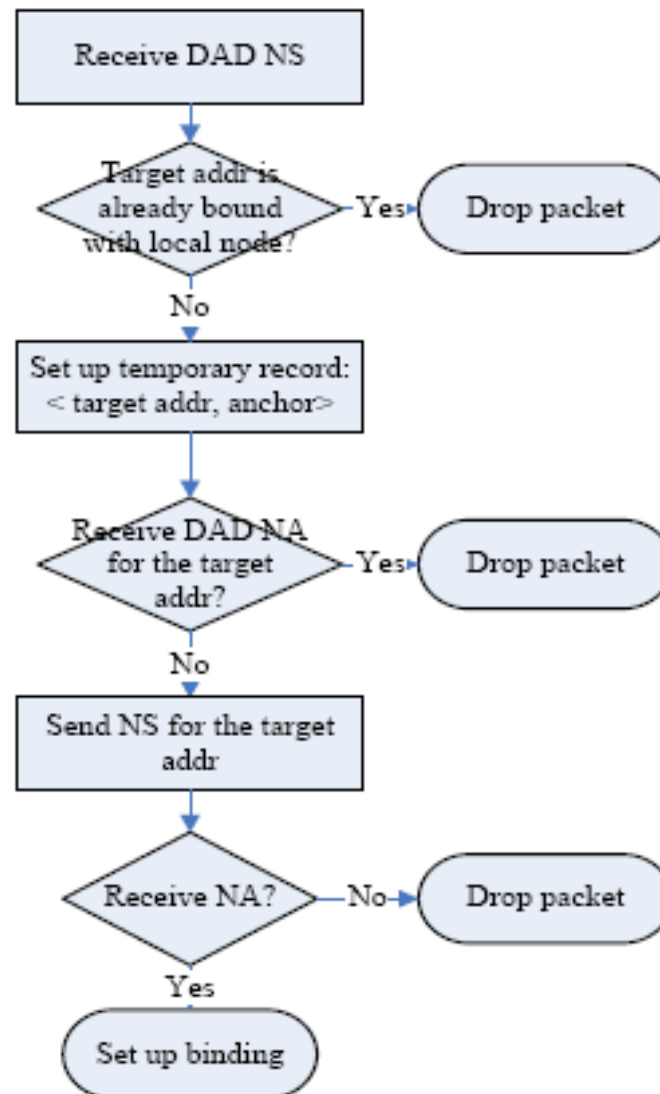 Receive DAD NS
Target addr is
already bound
with local node?
Yes
Drop packet
No
Set up temporary record:
< target addr, anchor>
Receive DAD NA
for the target
addr?
Yes
Drop packet
No
Send NS for the target
addr
Receive NA?
No
Drop packet
Yes
Set up binding